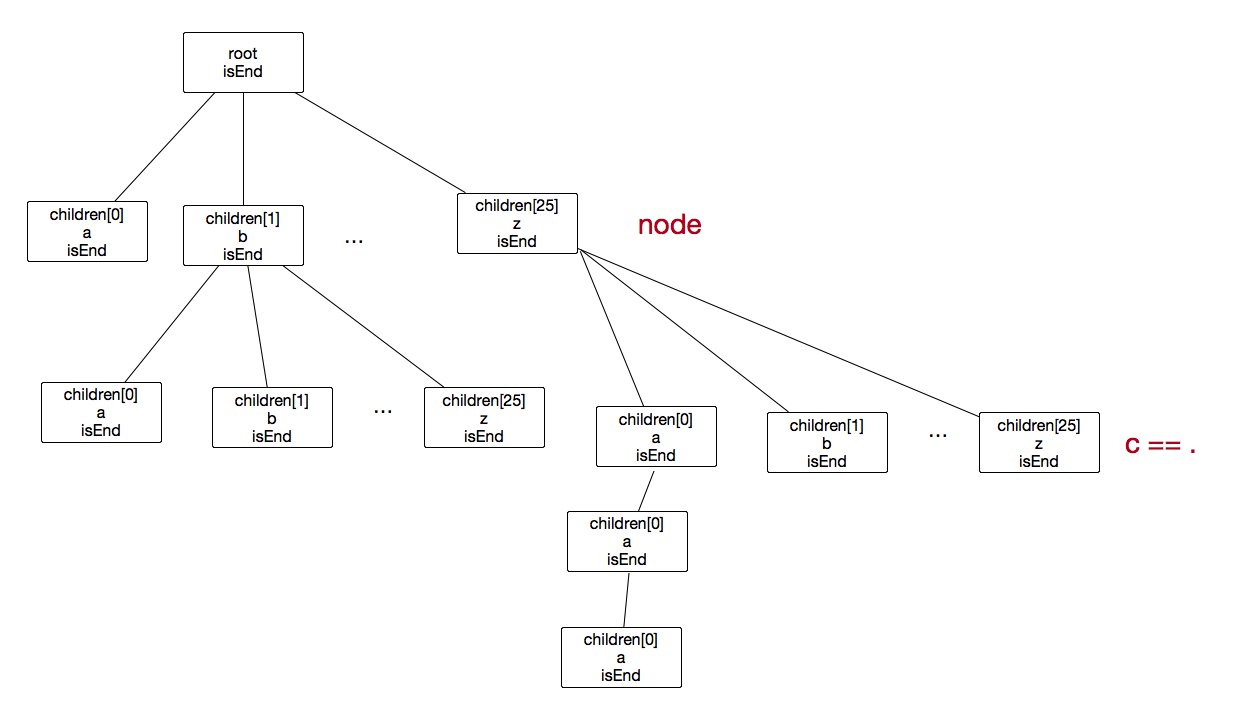 root
isEnd
children[0]
a
isEnd
children[1]
b
isEnd
...
children[25]
z
isEnd
node
children[0]
a
isEnd
children[1]
b
isEnd
...
children[25]
z
isEnd
children[0]
a
isEnd
children[1]
b
isEnd
...
children[25]
z
isEnd
c == .
children[0]
a
isEnd
children[0]
a
isEnd